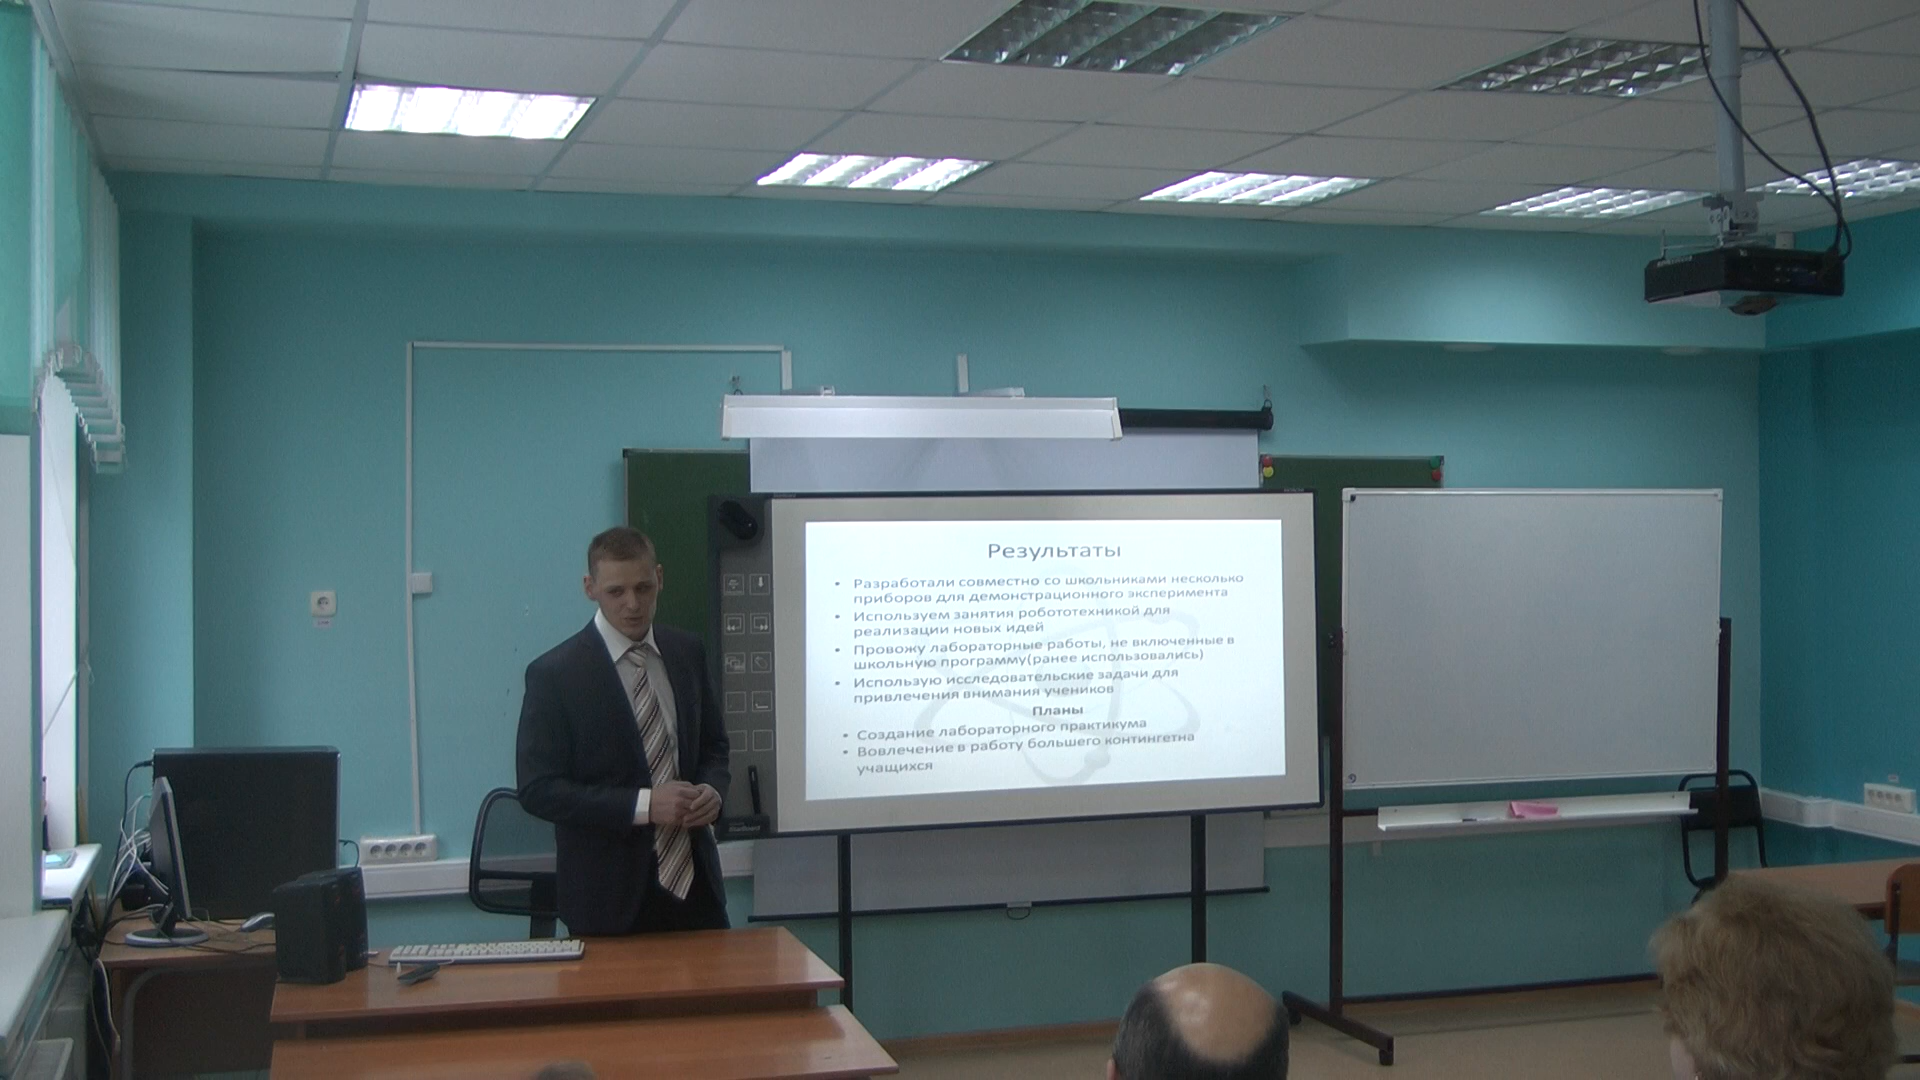 Результаты
• Разработали совместно со школьниками несколько
приборов для демонстрационного эксперимента
• Используем занятия робототехникой для
реализации новых идей
• Провожу лабораторные работы, не включенные в
школьную программу(ранее использовались)
• Использую исследовательские задачи для
привлечения внимания учеников
Планы
• Создание лабораторного практикума
• Вовлечение в работу большего контингетна
учащихся